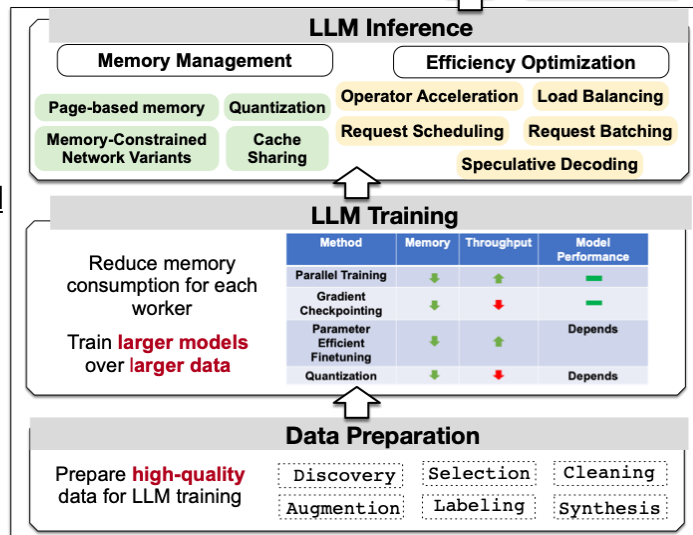 LLM Inference
Memory Management
Efficiency Optimization
Page-based memory
Quantization
Memory-Constrained
Network Variants
Cache
Sharing
Operator Acceleration
Load Balancing
Request Scheduling
Request Batching
Speculative Decoding
LLM Training
Reduce memory
consumption for each
worker
Train larger models
over larger data
Method Memory Throughput Model
Performance
Parallel Training
Gradient
Checkpointing
Parameter
Efficient
Finetuning
Depends
Quantization
Depends
Data Preparation
Prepare high-quality
data for LLM training
Discovery Selection Cleaning
Augmention Labeling Synthesis